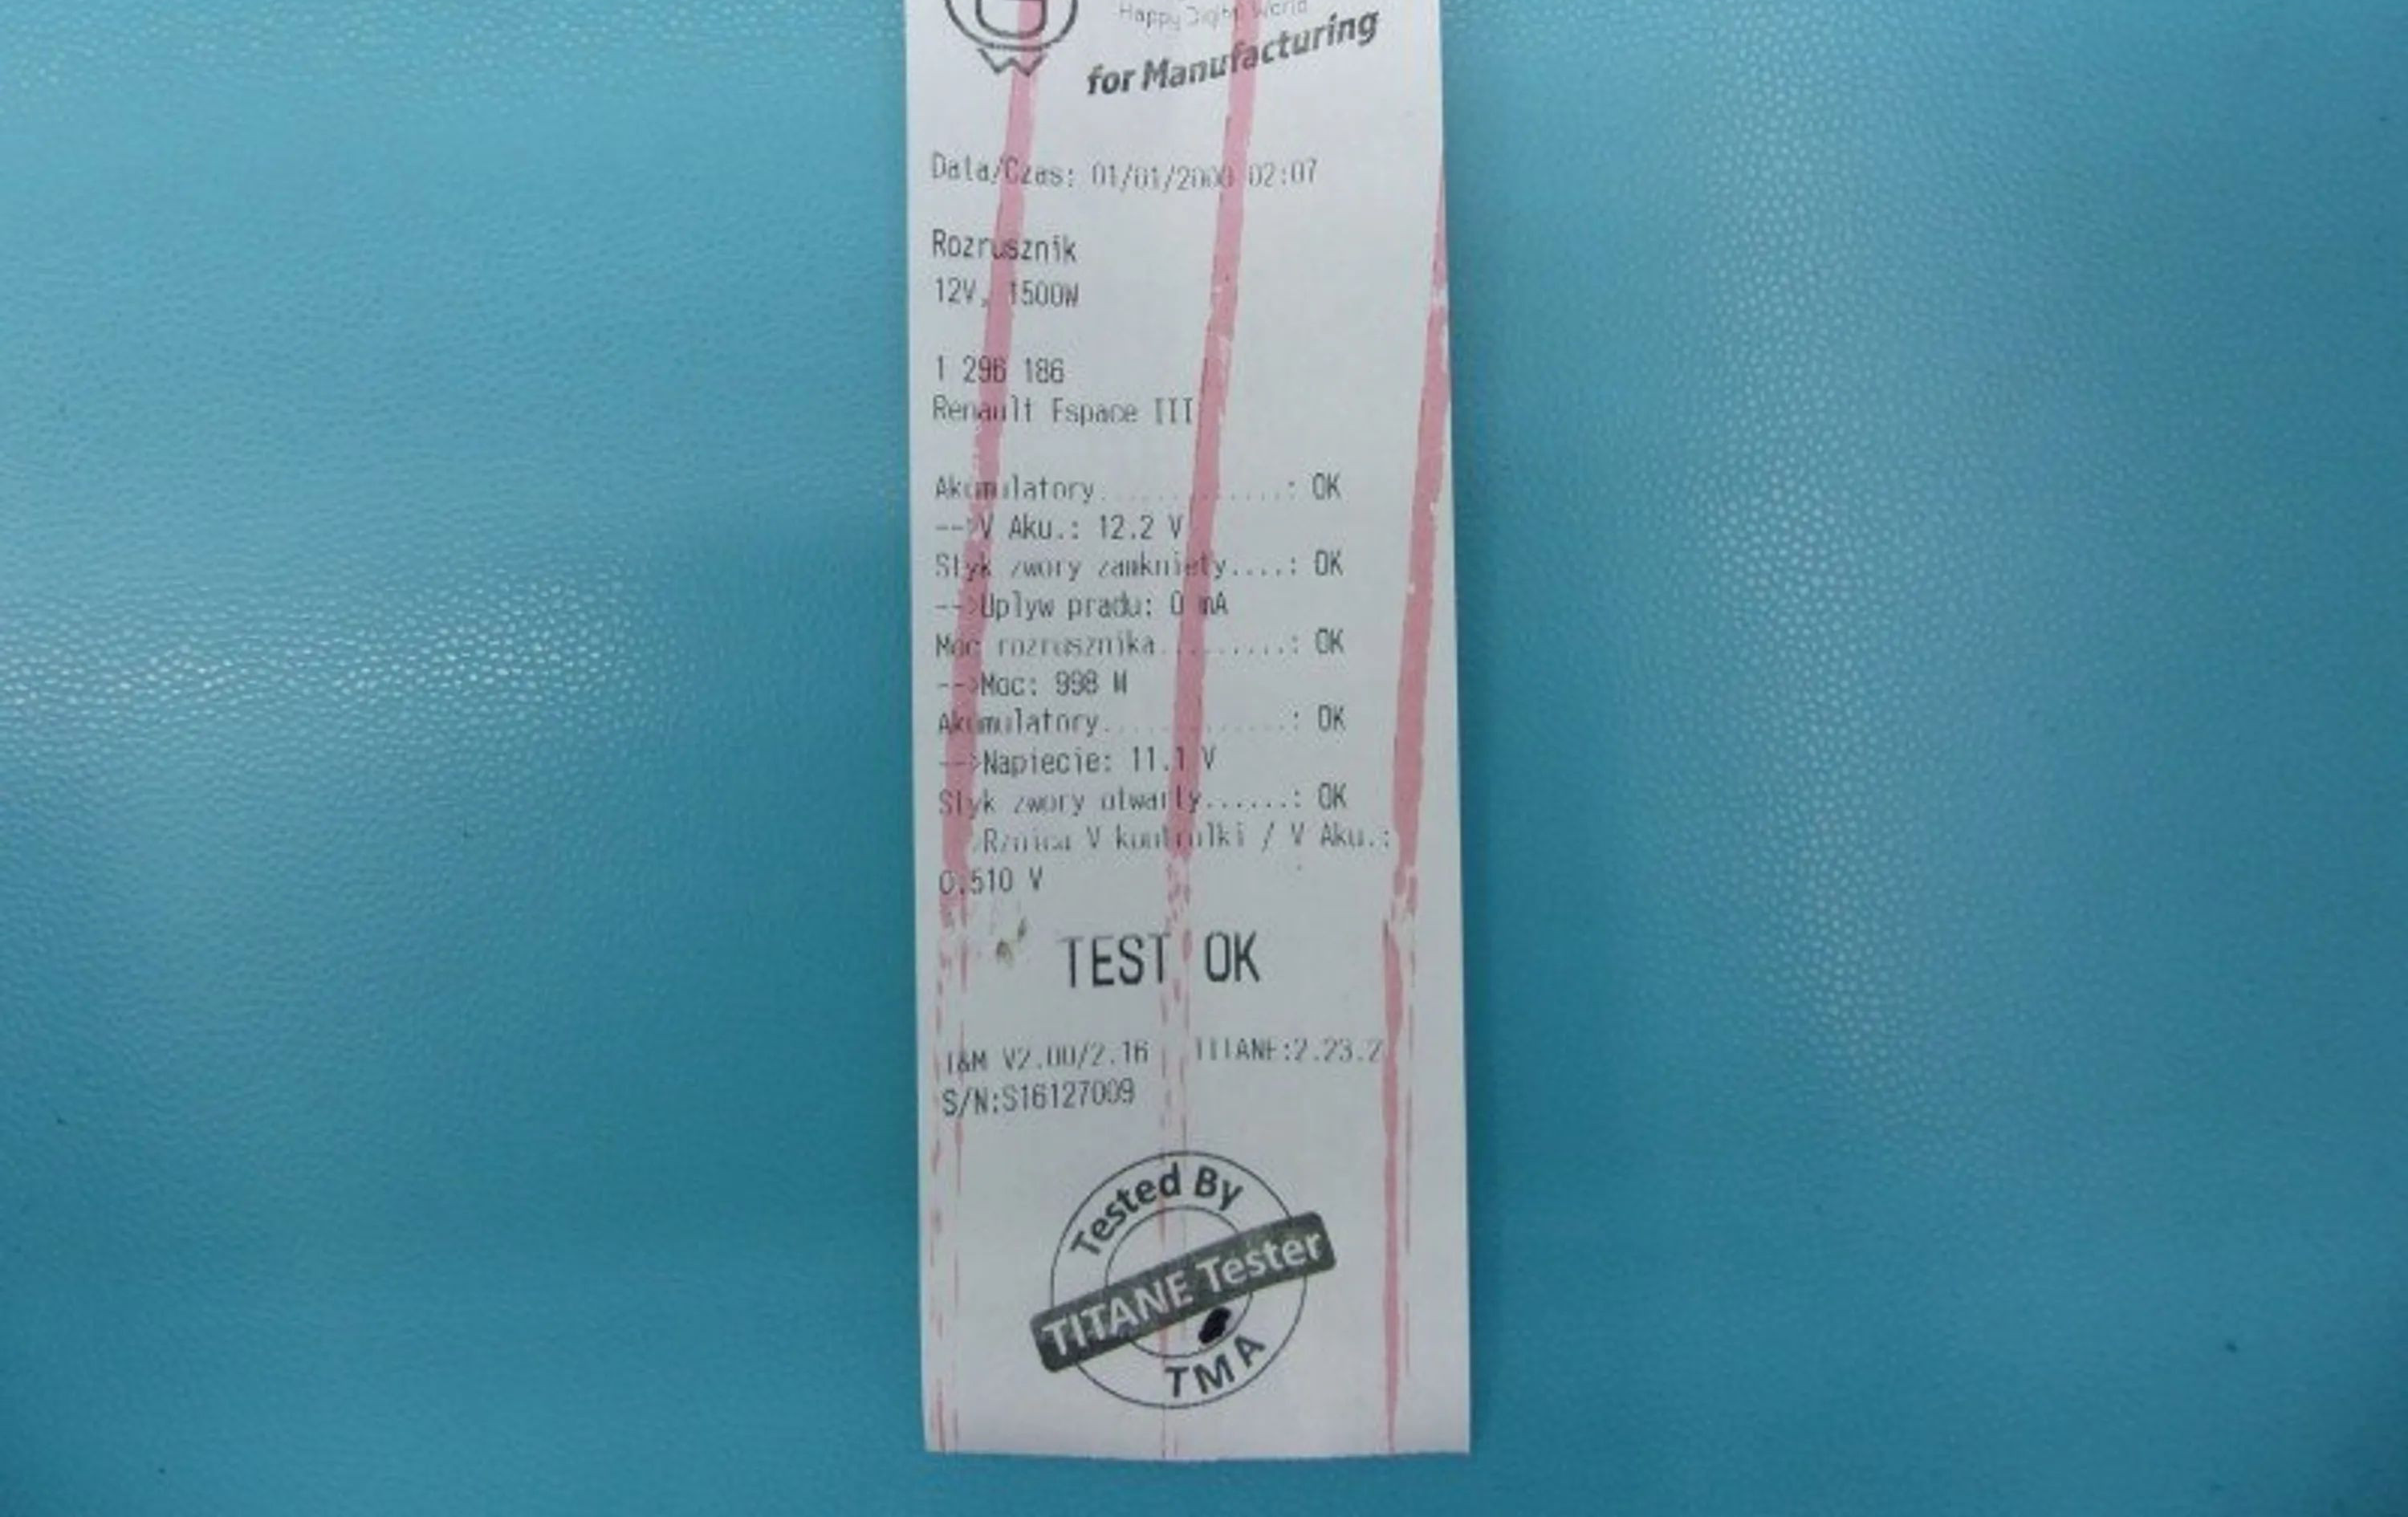 Happy Digital World
for Manufacturing
Data/Czas: 01/01/2000 02:07
Rozrusznik
12V, 1500W
1 296 186
Renault Espace III
Akumulatory.............: OK
-->V Aku.: 12.2 V
Styk zwory zamkniety....: OK
-->Uplyw pradu: 0 mA
Moc rozrusznika.........: OK
-->Moc: 998 W
Akumulatory.............: OK
-->Napiecie: 11.1 V
Styk zwory otwarty......: OK
Rznica V kontrolki / V Aku.:
0.510 V
TEST OK
T&M V2.00/2.16 TITANE:2.23.2
S/N:S16127009
Tested By
TITANE Tester
TMA